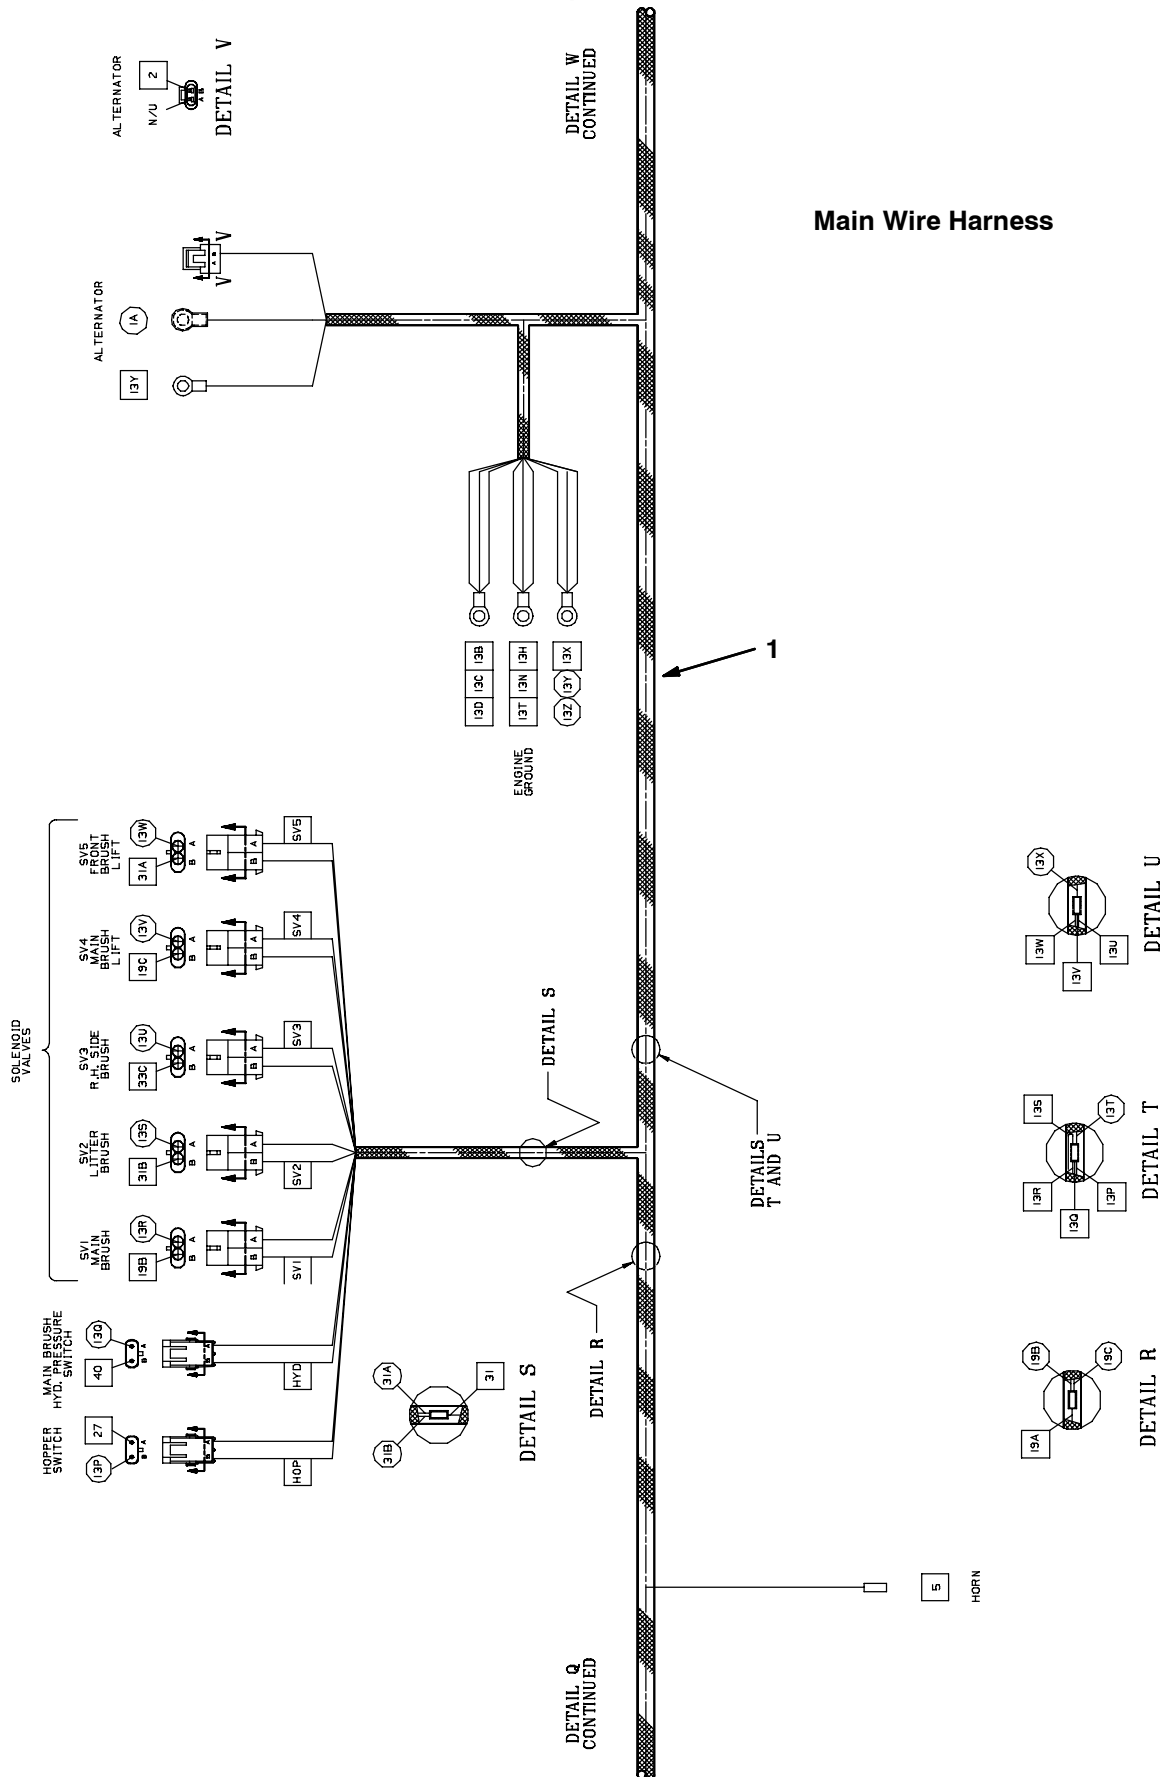 Main Wire Harness
1
ALTERNATOR
N/U
2
A B
DETAIL V
DETAIL W
CONTINUED
ALTERNATOR
1A
13Y
A B
V
V
13B
13C
13D
13H
13N
13T
13X
13Y
13Z
ENGINE
GROUND
SOLENOID
VALVES
SV5
FRONT
BRUSH
LIFT
31A
13W
B A
B A
SV5
SV4
MAIN
BRUSH
LIFT
19C
13V
B A
B A
SV4
SV3
R.H. SIDE
BRUSH
33C
13U
B A
B A
SV3
SV2
LITTER
BRUSH
31B
13S
B A
B A
SV2
SV1
MAIN
BRUSH
19B
13R
B A
B A
SV1
MAIN BRUSH
HYD. PRESSURE
SWITCH
40
13Q
B A
B A
HYD
HOPPER
SWITCH
13P
27
B A
B A
HOP
DETAIL S
DETAILS
T AND U
DETAIL R
31B
31A
31
DETAIL S
13W
13V
13U
13X
DETAIL U
13R
13Q
13P
13S
13T
DETAIL T
19A
19B
19C
DETAIL R
5
HORN
DETAIL Q
CONTINUED